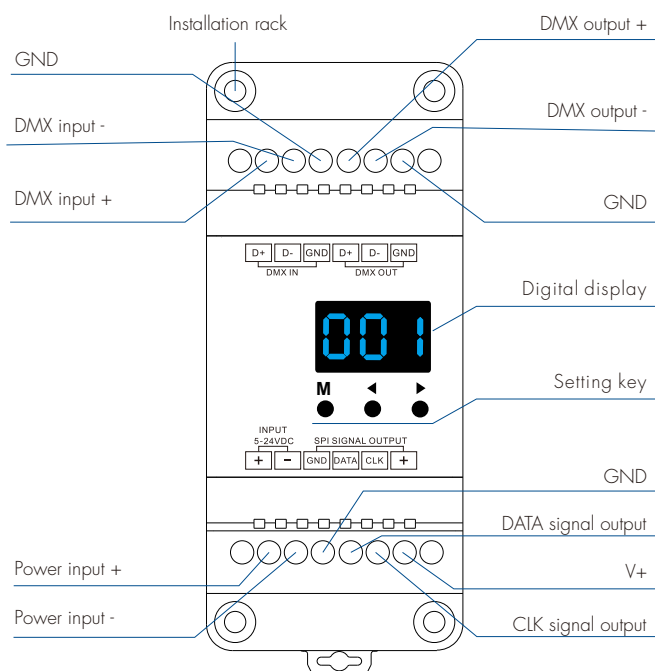 Installation rack
DMX output +
GND
DMX input -
DMX output -
DMX input +
GND
D+ D- GND D+ D- GND
DMX IN DMX OUT
Digital display
001
Setting key
M ◄ ►
INPUT
5-24VDC SPI SIGNAL OUTPUT
+ - GND DATA CLK +
GND
DATA signal output
Power input +
V+
Power input -
CLK signal output